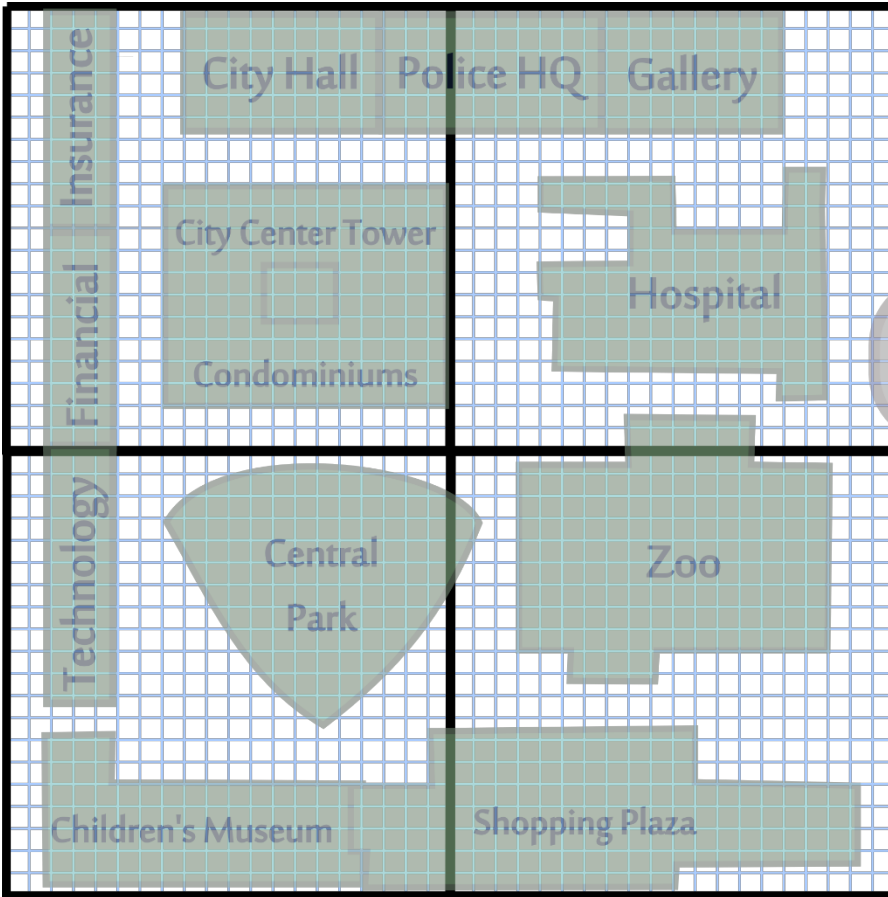 Insurance
City Hall
Police HQ
Gallery
City Center Tower
Financial
Hospital
Condominiums
Technology
Central
Park
Zoo
Children's Museum
Shopping Plaza